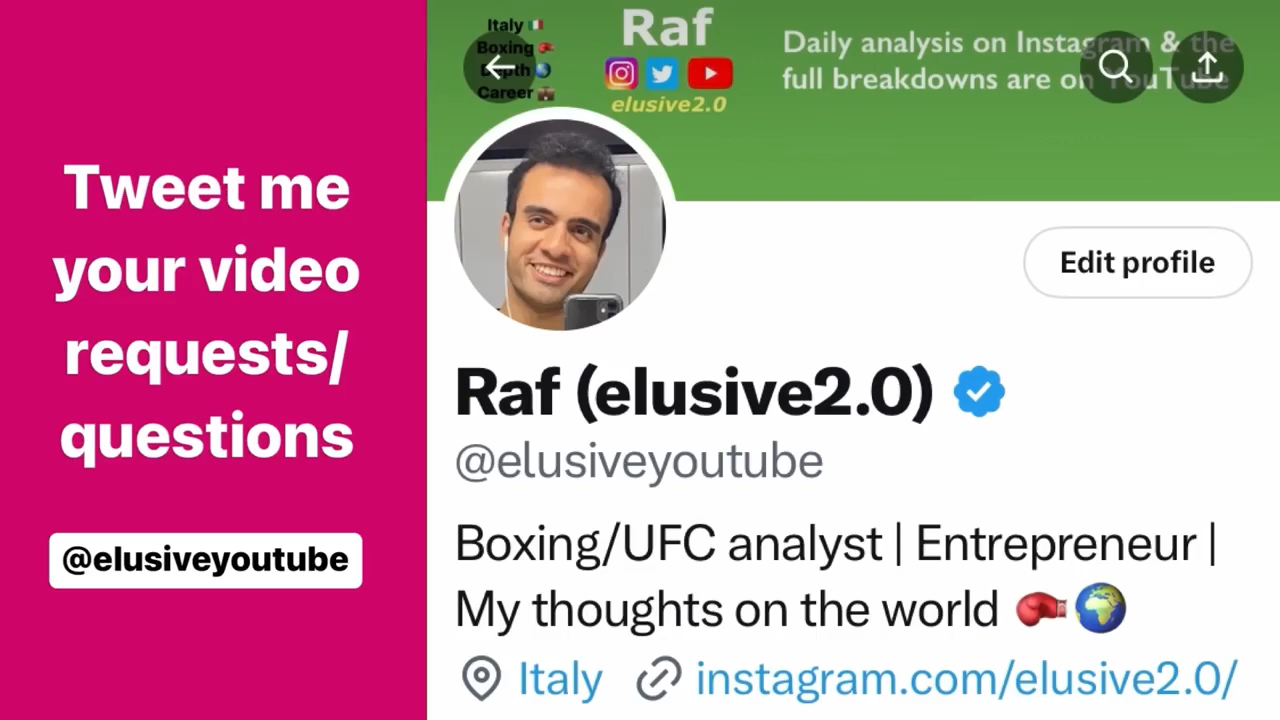 Tweet me
your video
requests/
questions
@elusiveyoutube
Italy 🇮🇹
Boxing 🥊
Depth 🌍
Career 💼
Raf
elusive2.0
Daily analysis on Instagram & the
full breakdowns are on YouTube
Edit profile
Raf (elusive2.0)
@elusiveyoutube
Boxing/UFC analyst | Entrepreneur |
My thoughts on the world 🥊🌍
Italy
instagram.com/elusive2.0/